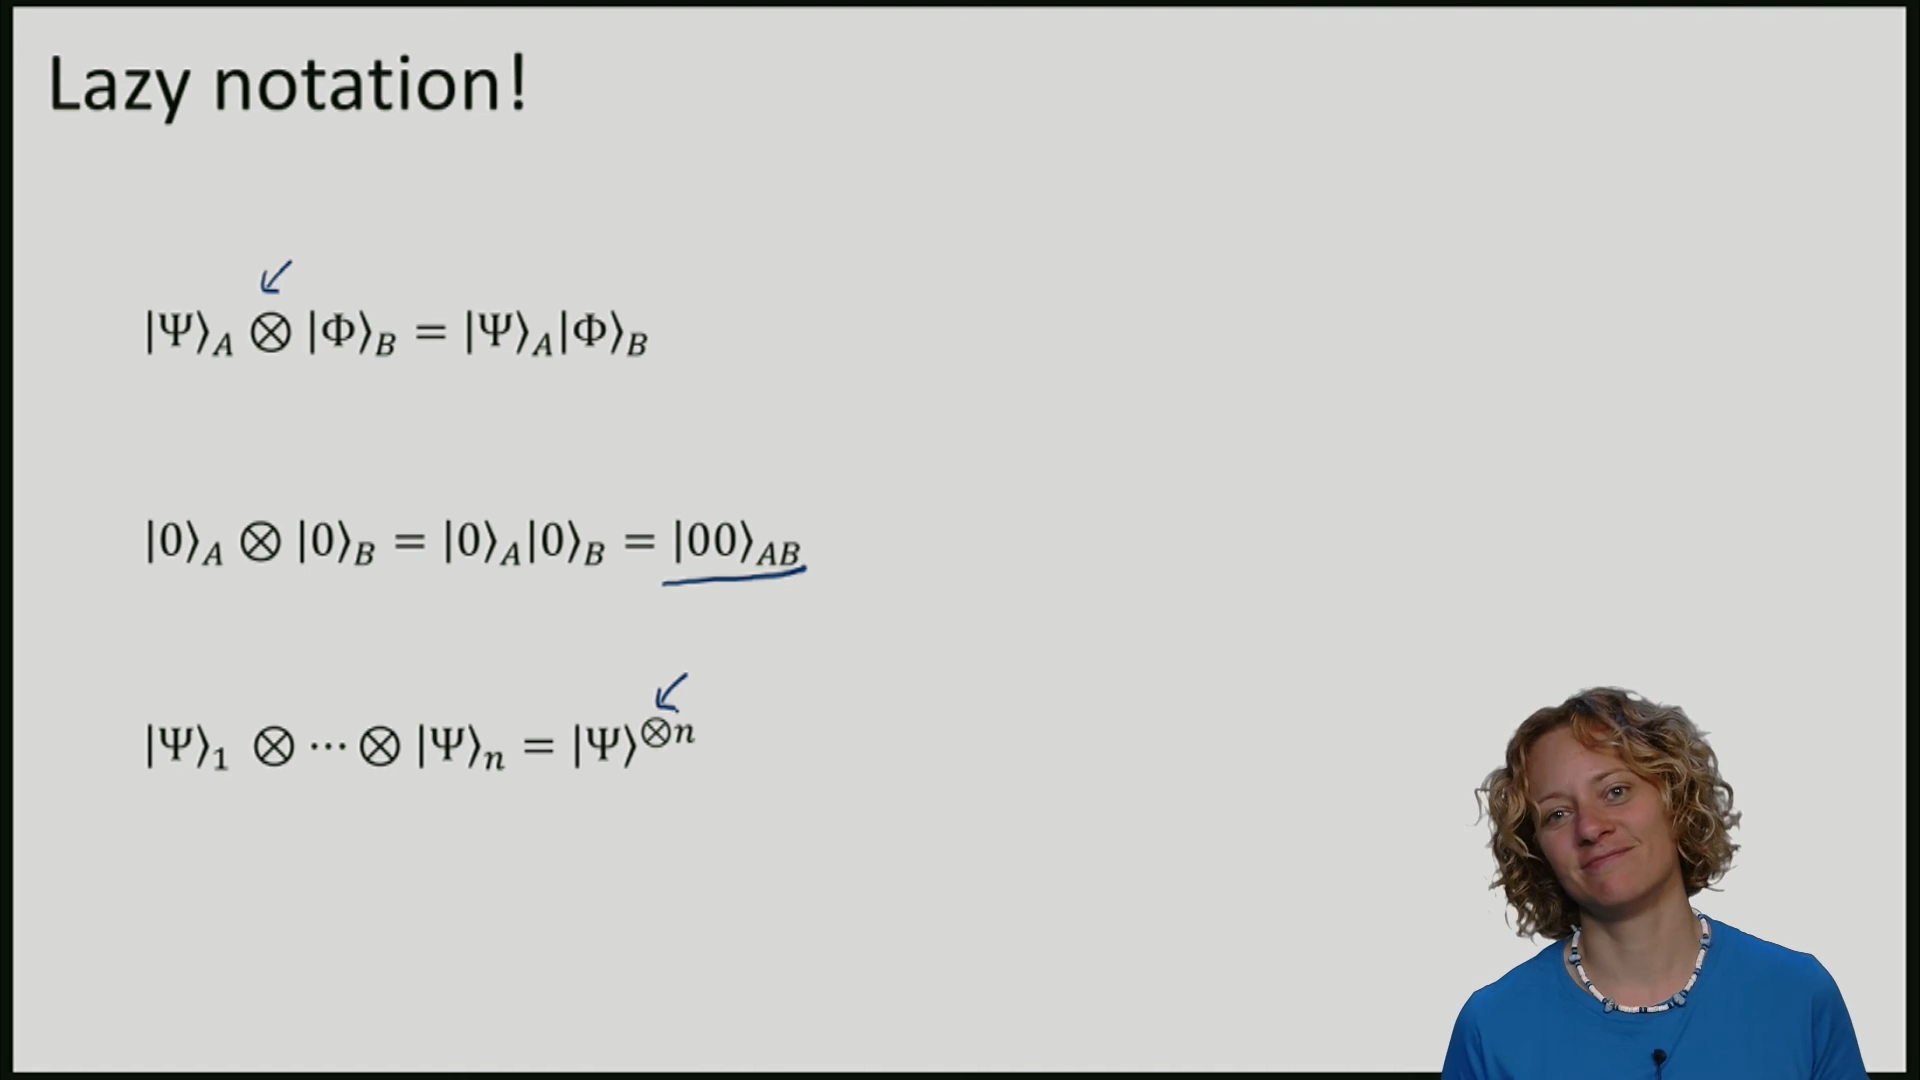 Lazy notation!
|Ψ⟩_A ⊗ |Φ⟩_B = |Ψ⟩_A|Φ⟩_B
|0⟩_A ⊗ |0⟩_B = |0⟩_A|0⟩_B = |00⟩_AB
|Ψ⟩_1 ⊗ ⋯ ⊗ |Ψ⟩_n = |Ψ⟩^⊗n